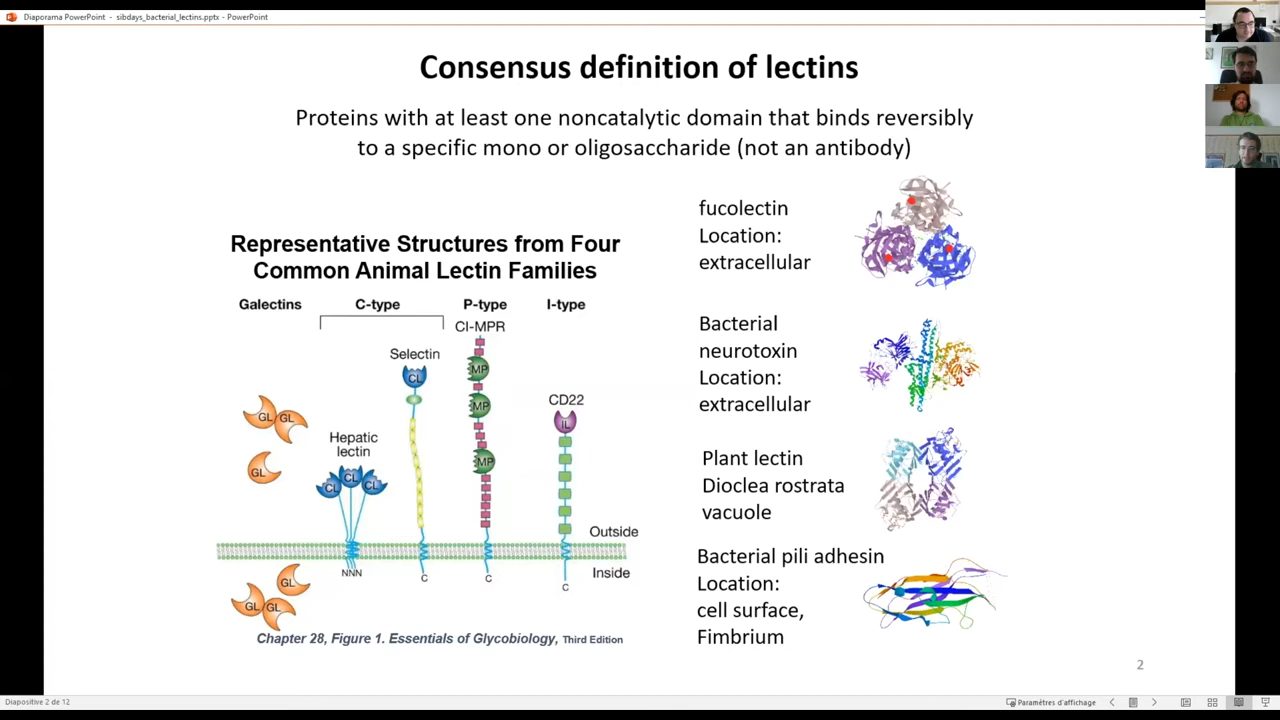 Diaporama PowerPoint - sibdays_bacterial_lectins.pptx - PowerPoint
Consensus definition of lectins
Proteins with at least one noncatalytic domain that binds reversibly
to a specific mono or oligosaccharide (not an antibody)
Representative Structures from Four
Common Animal Lectin Families
Galectins C-type P-type I-type
CI-MPR
Selectin
CL
MP
MP
CD22
IL
GL GL
Hepatic
lectin
MP
GL
CL CL CL
Outside
Inside
NNN
C
C
C
GL
GL GL
Chapter 28, Figure 1. Essentials of Glycobiology, Third Edition
fucolectin
Location:
extracellular
Bacterial
neurotoxin
Location:
extracellular
Plant lectin
Dioclea rostrata
vacuole
Bacterial pili adhesin
Location:
cell surface,
Fimbrium
2
Diapositive 2 de 12
Paramètres d'affichage